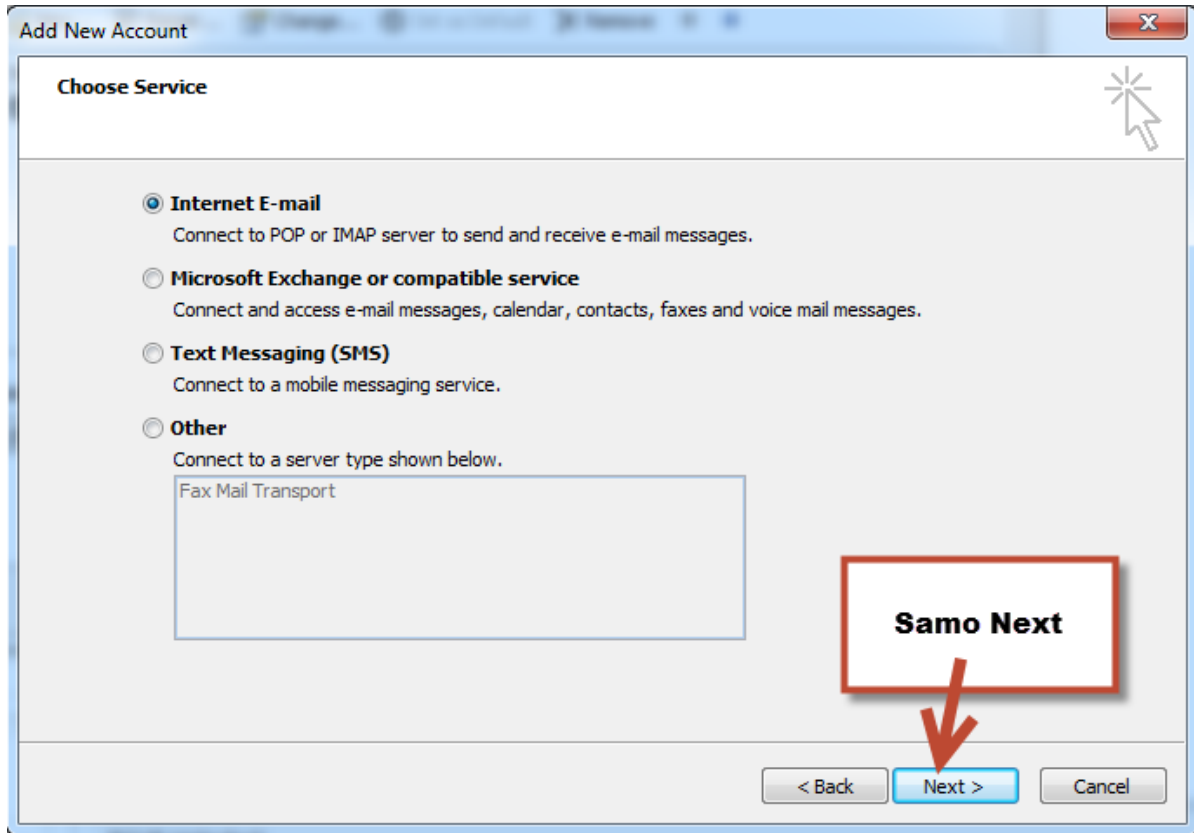 Change...
Remove
Add New Account
Choose Service
Internet E-mail
Connect to POP or IMAP server to send and receive e-mail messages.
Microsoft Exchange or compatible service
Connect and access e-mail messages, calendar, contacts, faxes and voice mail messages.
Text Messaging (SMS)
Connect to a mobile messaging service.
Other
Connect to a server type shown below.
Fax Mail Transport
Samo Next
< Back
Next >
Cancel